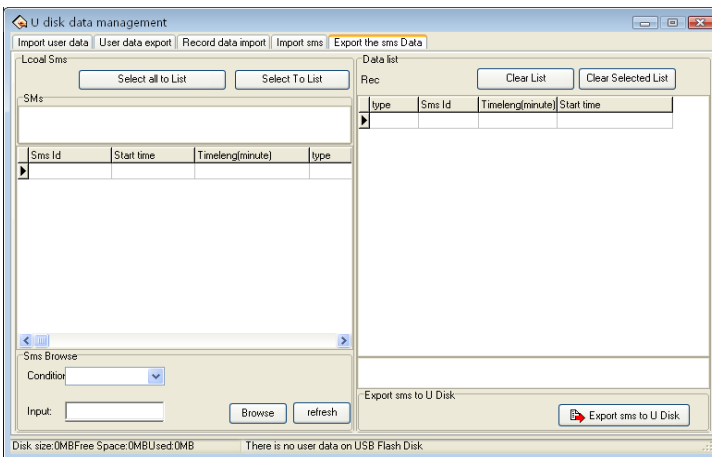 U disk data management
Import user data User data export Record data import Import sms Export the sms Data
Lcoal Sms
Select all to List Select To List
SMs
Sms Id Start time Timeleng(minute) type
Sms Browse
Condition
Input: Browse refresh
Data list
Rec Clear List Clear Selected List
type Sms Id Timeleng(minute) Start time
Export sms to U Disk
Export sms to U Disk
Disk size:0MBFree Space:0MBUsed:0MB There is no user data on USB Flash Disk